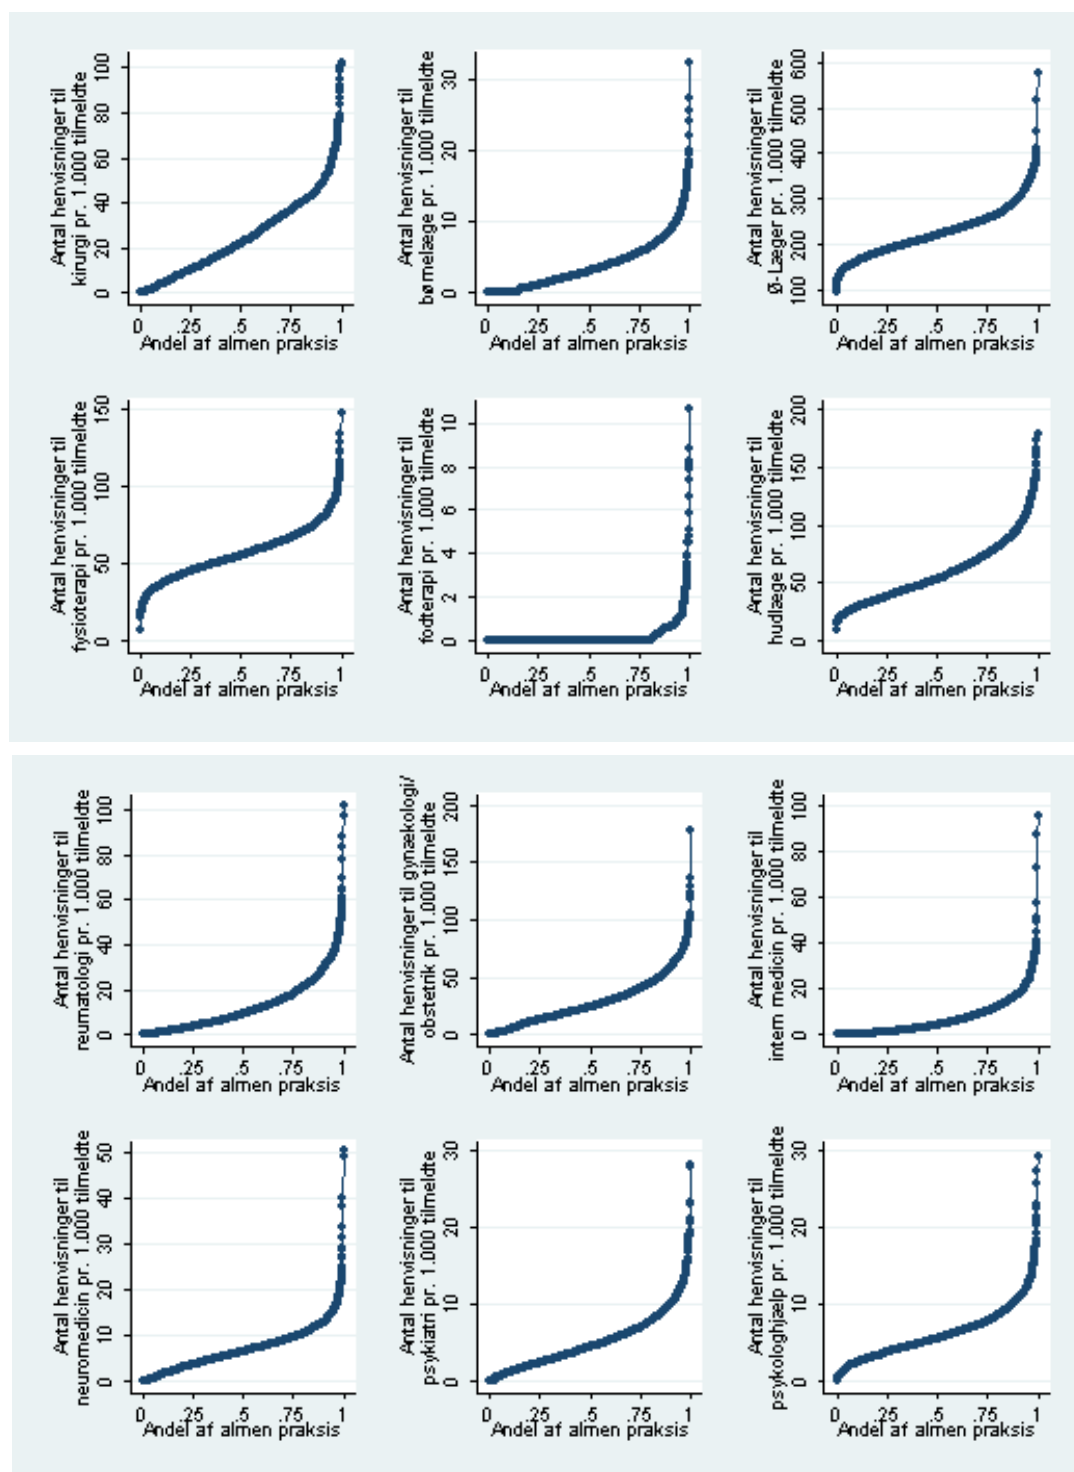 Antal henvisninger til
kirurgi pr. 1.000 tilmeldte
0 20 40 60 80 100
0 .25 .5 .75 1
Andel af almen praksis
Antal henvisninger til
børnelæge pr. 1.000 tilmeldte
0 10 20 30
0 .25 .5 .75 1
Andel af almen praksis
Antal henvisninger til
Ø-Læger pr. 1.000 tilmeldte
100 200 300 400 500 600
0 .25 .5 .75 1
Andel af almen praksis
Antal henvisninger til
fysioterapi pr. 1.000 tilmeldte
0 50 100 150
0 .25 .5 .75 1
Andel af almen praksis
Antal henvisninger til
fodterapi pr. 1.000 tilmeldte
0 2 4 6 8 10
0 .25 .5 .75 1
Andel af almen praksis
Antal henvisninger til
hudlæge pr. 1.000 tilmeldte
0 50 100 150 200
0 .25 .5 .75 1
Andel af almen praksis
Antal henvisninger til
reumatologi pr. 1.000 tilmeldte
0 20 40 60 80 100
0 .25 .5 .75 1
Andel af almen praksis
Antal henvisninger til gynækologi/
obstetrik pr. 1.000 tilmeldte
0 50 100 150 200
0 .25 .5 .75 1
Andel af almen praksis
Antal henvisninger til
intern medicin pr. 1.000 tilmeldte
0 20 40 60 80 100
0 .25 .5 .75 1
Andel af almen praksis
Antal henvisninger til
neuromedicin pr. 1.000 tilmeldte
0 10 20 30 40 50
0 .25 .5 .75 1
Andel af almen praksis
Antal henvisninger til
psykiatri pr. 1.000 tilmeldte
0 10 20 30
0 .25 .5 .75 1
Andel af almen praksis
Antal henvisninger til
psykologhjælp pr. 1.000 tilmeldte
0 10 20 30
0 .25 .5 .75 1
Andel af almen praksis